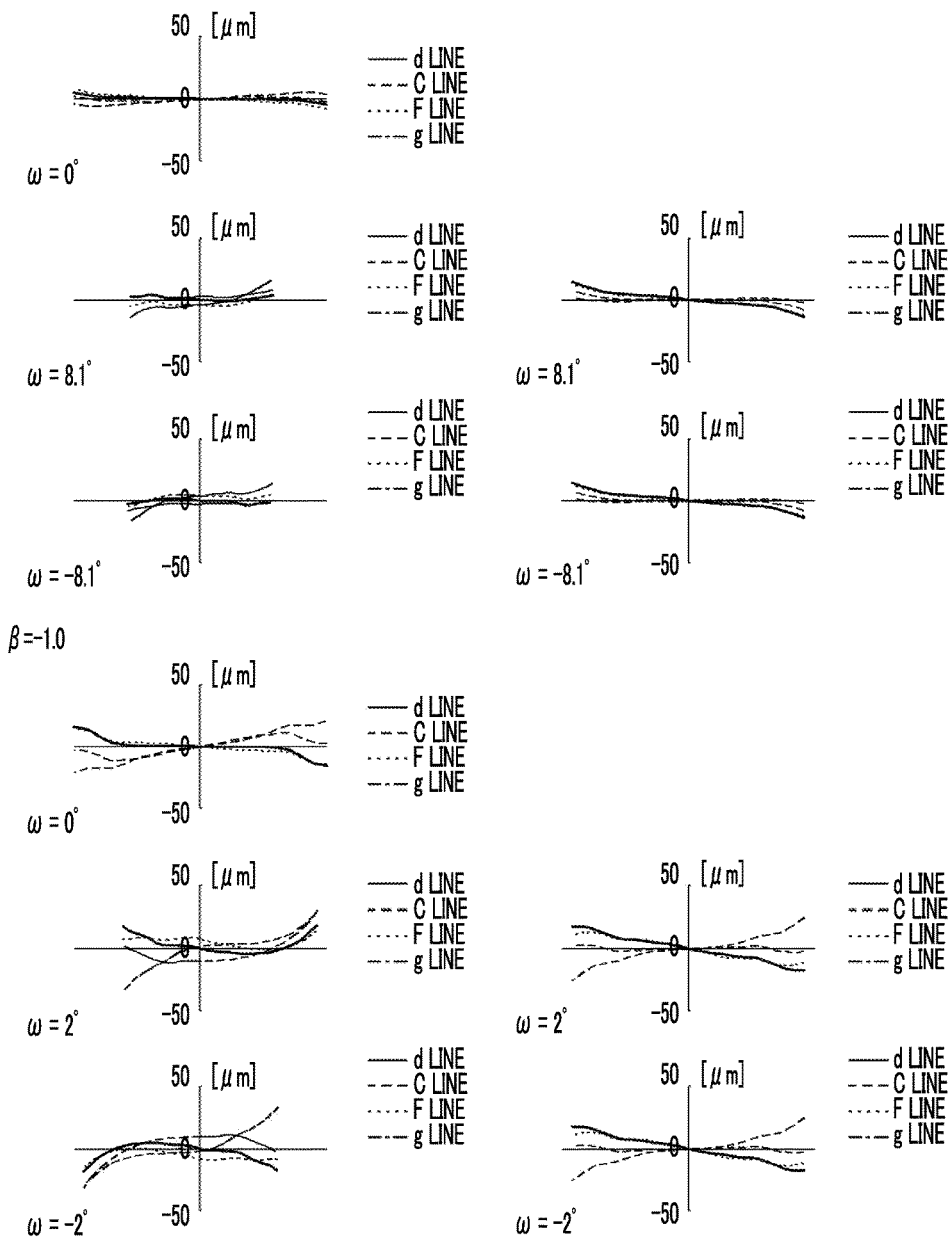 50 [μm]
d LINE
C LINE
F LINE
g LINE
0
-50
ω = 0°
50 [μm]
d LINE
C LINE
F LINE
g LINE
0
-50
ω = 8.1°
50 [μm]
d LINE
C LINE
F LINE
g LINE
0
-50
ω = 8.1°
50 [μm]
d LINE
C LINE
F LINE
g LINE
0
-50
ω = -8.1°
50 [μm]
d LINE
C LINE
F LINE
g LINE
0
-50
ω = -8.1°
β=-1.0
50 [μm]
d LINE
C LINE
F LINE
g LINE
0
-50
ω = 0°
50 [μm]
d LINE
C LINE
F LINE
g LINE
0
-50
ω = 2°
50 [μm]
d LINE
C LINE
F LINE
g LINE
0
-50
ω = 2°
50 [μm]
d LINE
C LINE
F LINE
g LINE
0
-50
ω = -2°
50 [μm]
d LINE
C LINE
F LINE
g LINE
0
-50
ω = -2°